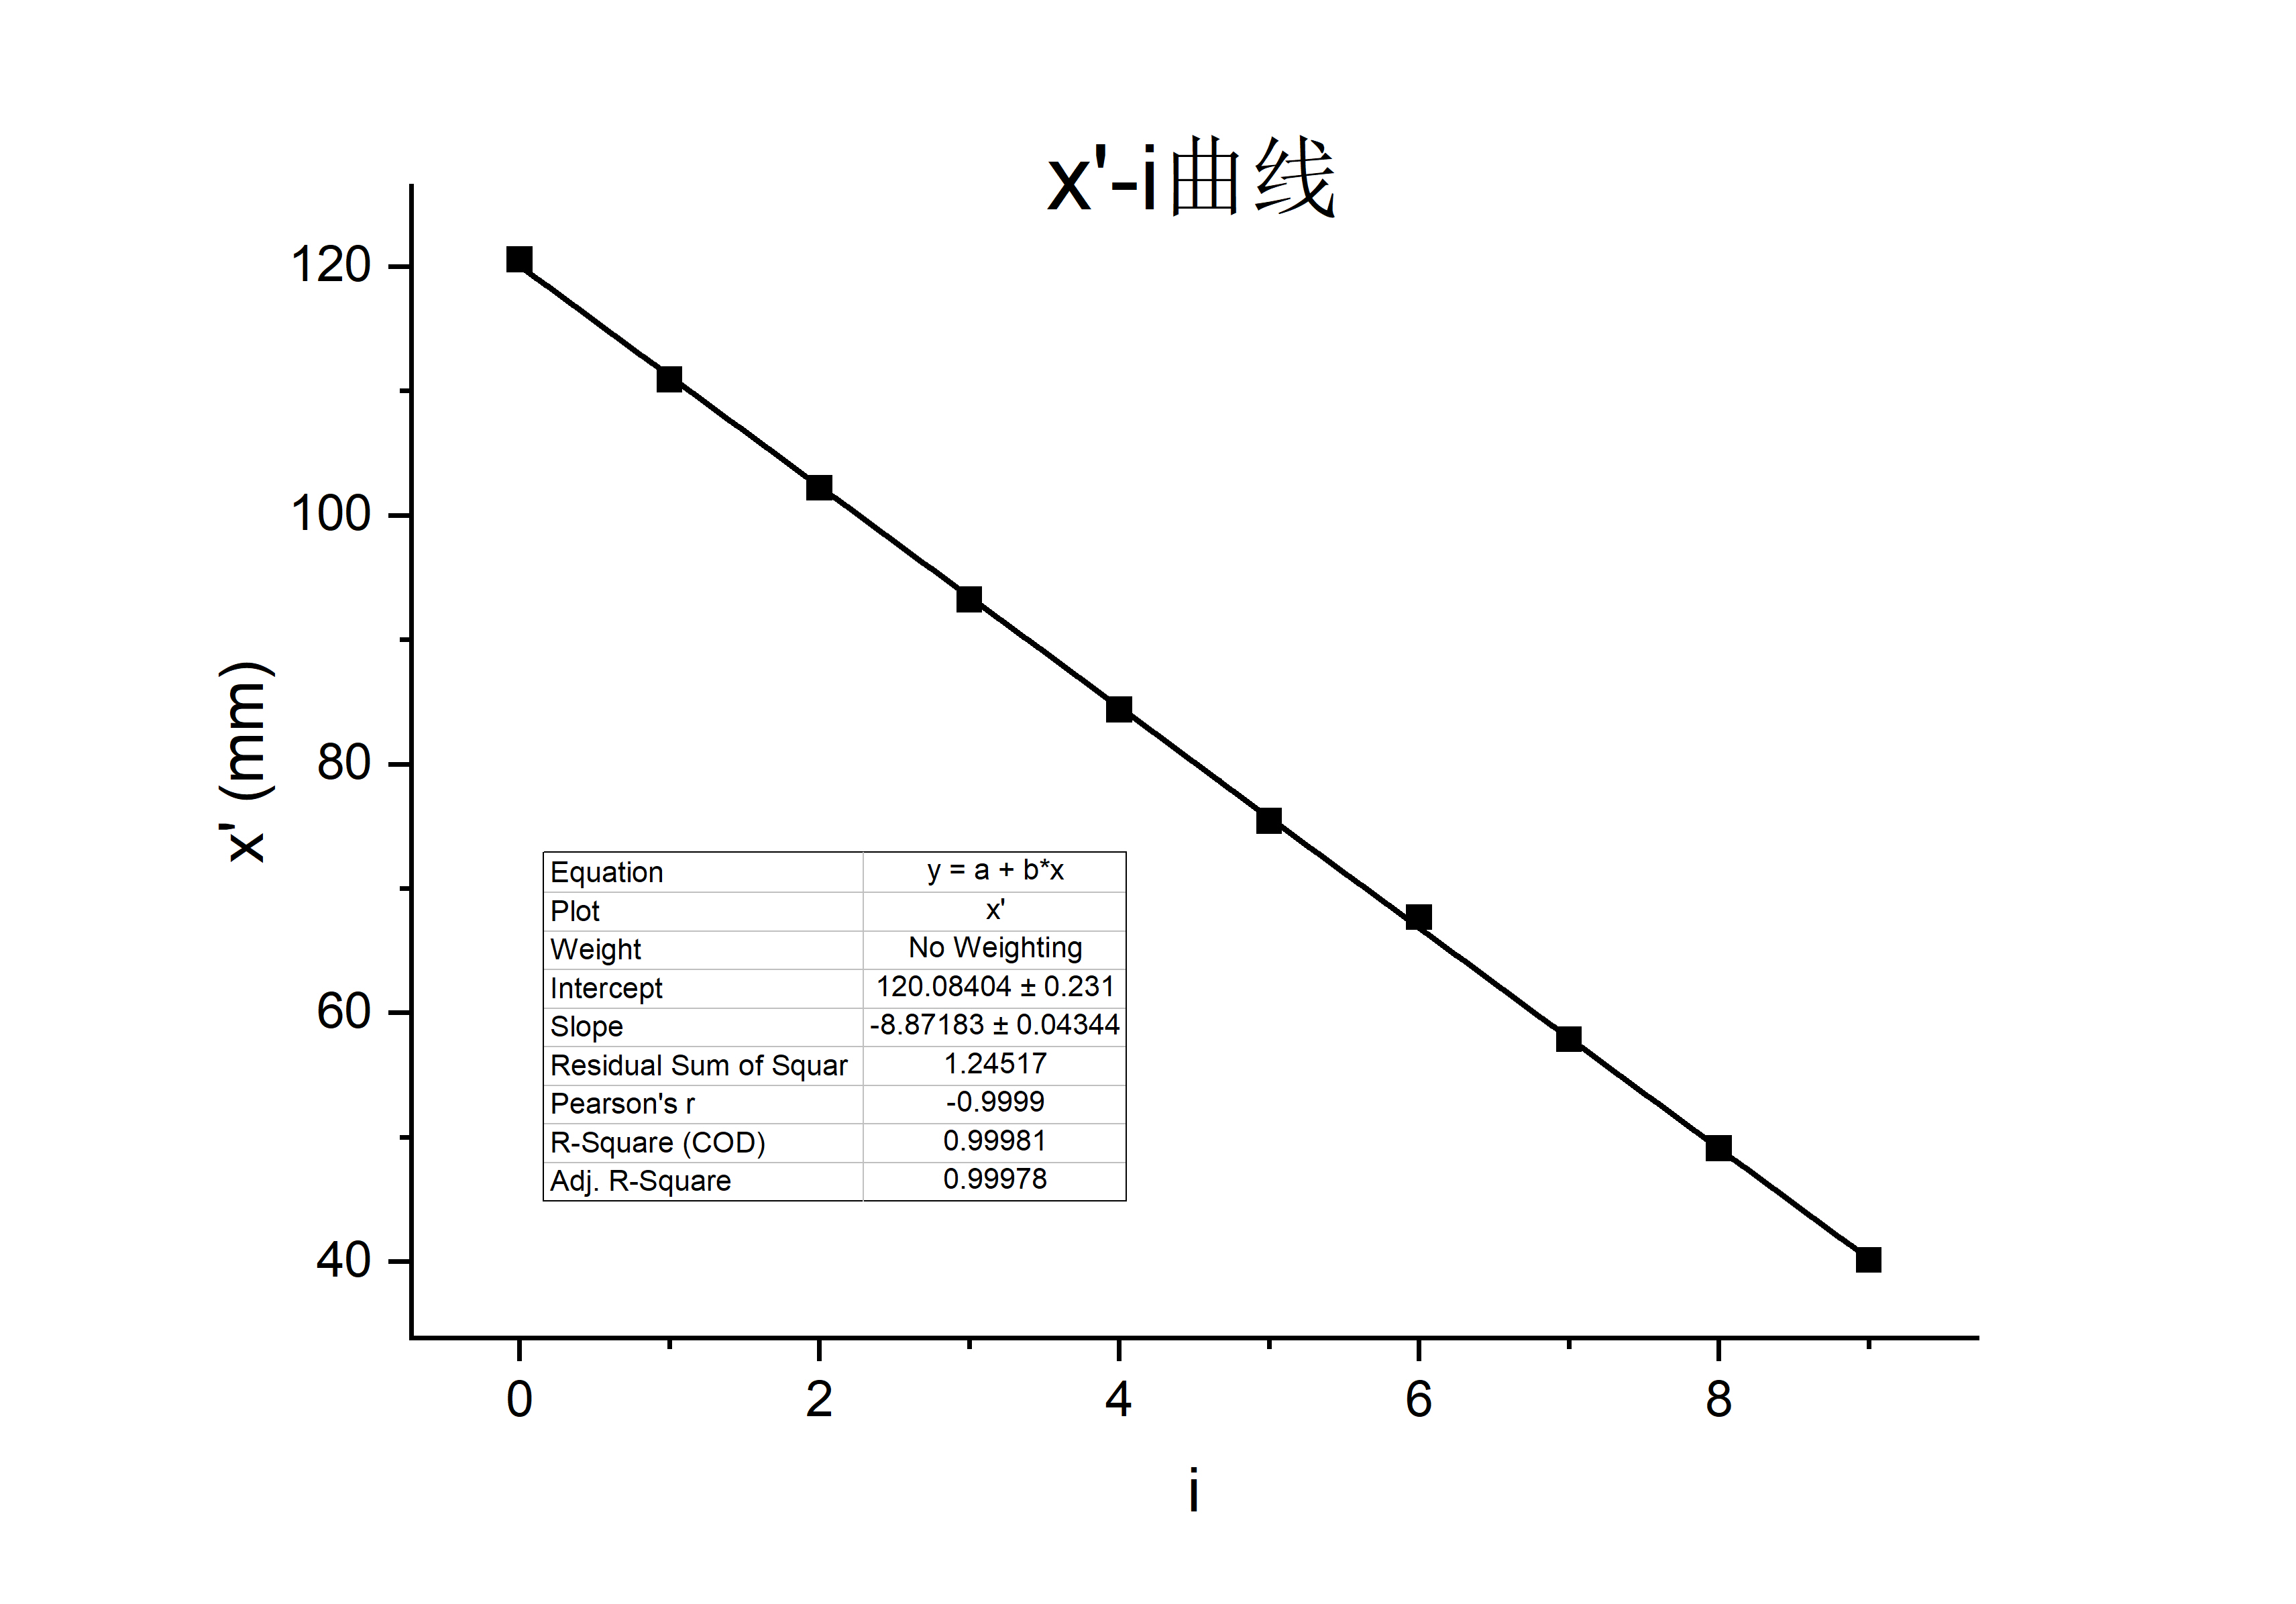 x'-i曲线
120
100
80
60
40
x' (mm)
Equation y = a + b*x
Plot x'
Weight No Weighting
Intercept 120.08404 ± 0.231
Slope -8.87183 ± 0.04344
Residual Sum of Squar 1.24517
Pearson's r -0.9999
R-Square (COD) 0.99981
Adj. R-Square 0.99978
0 2 4 6 8
i